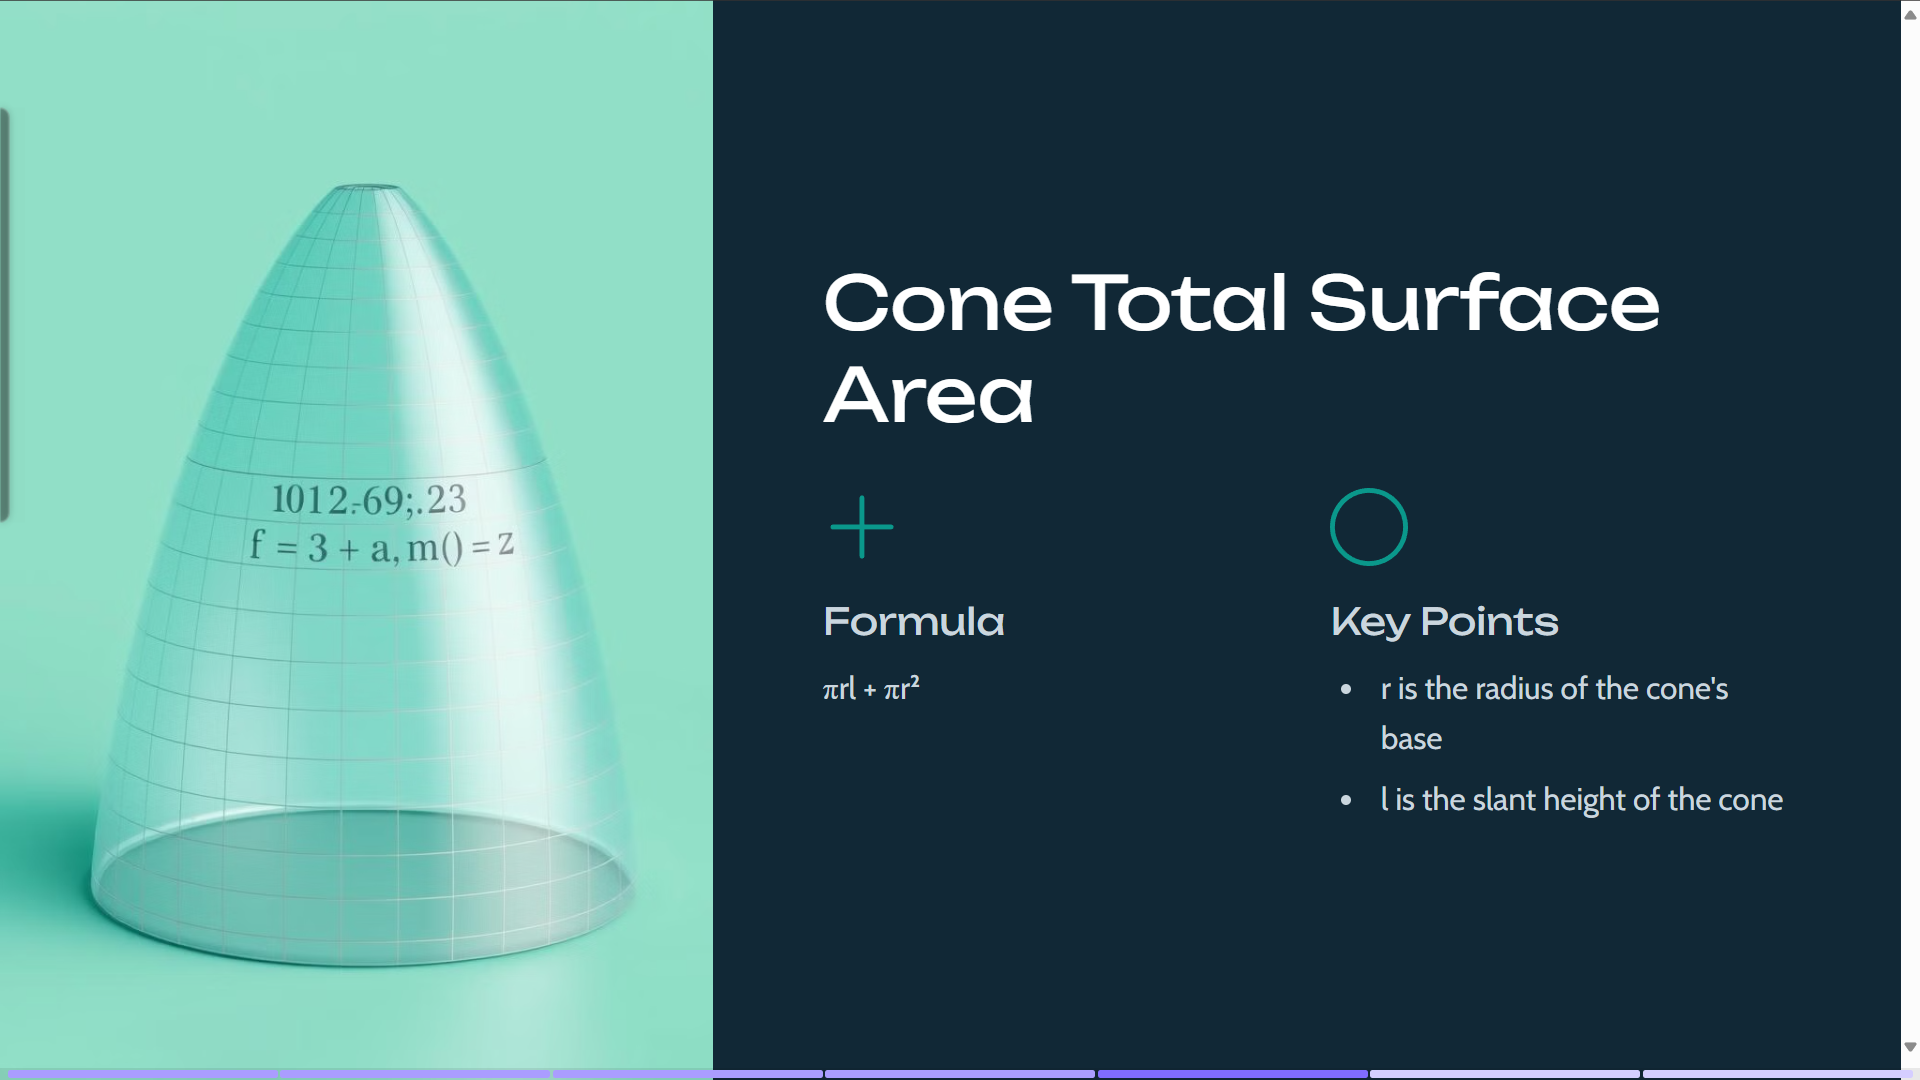 1012.-69;.23
f = 3 + a, m() = z
Cone Total Surface
Area
Formula
πrl + πr²
Key Points
• r is the radius of the cone's
base
• l is the slant height of the cone